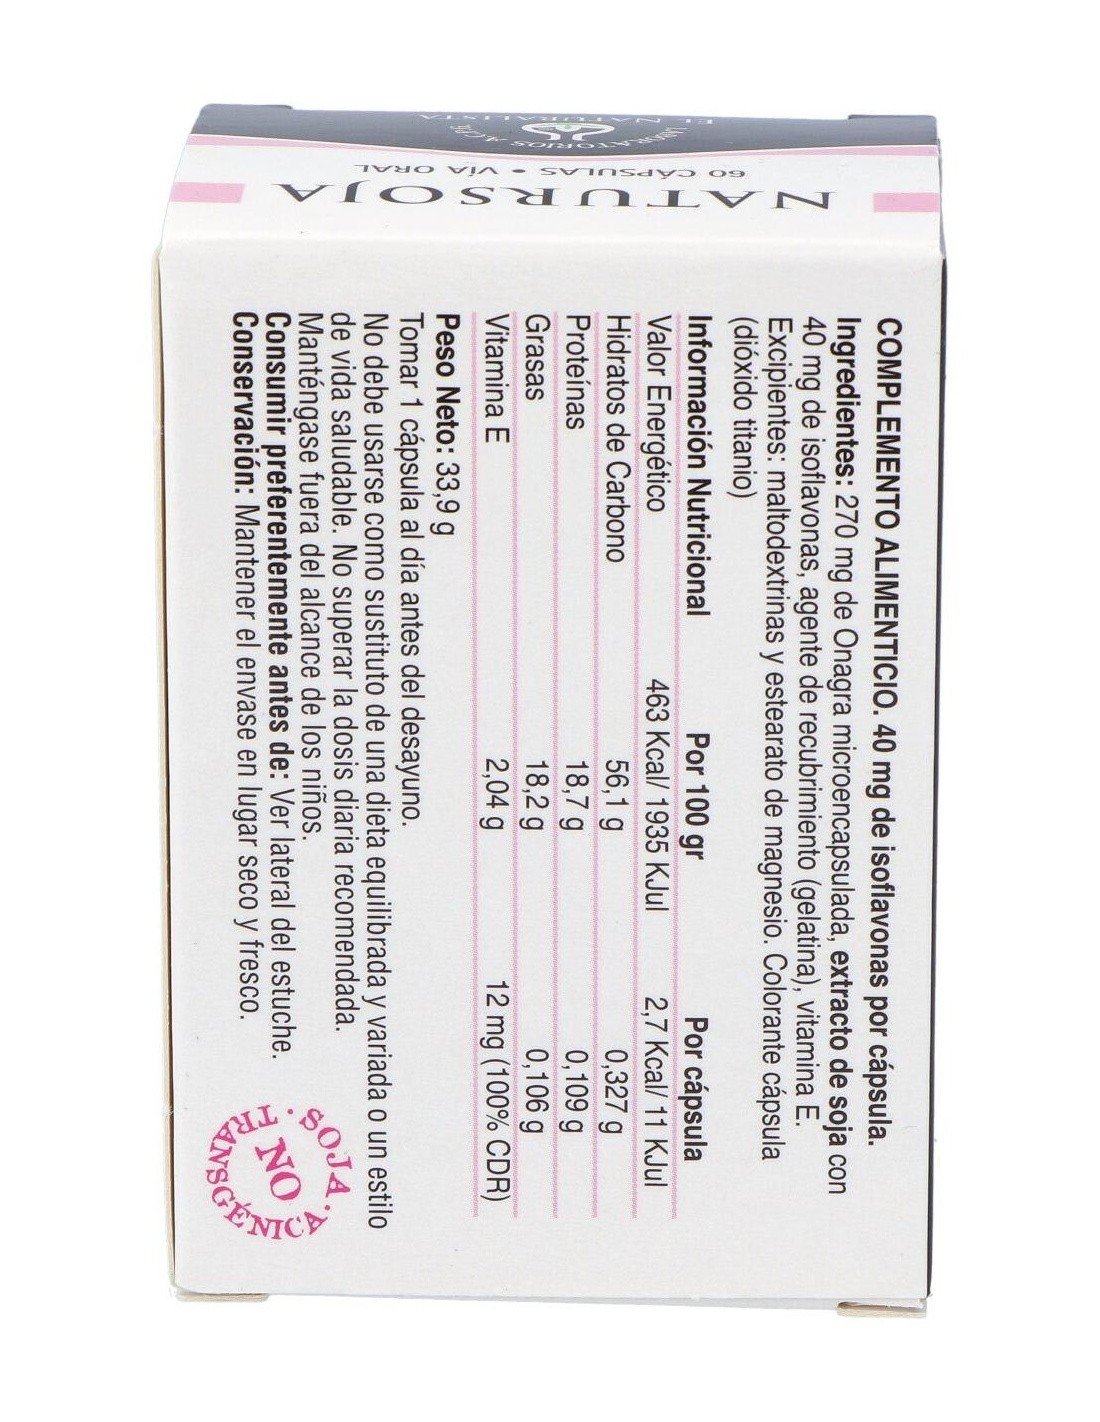 NATURSOJA
60 CÁPSULAS • VÍA ORAL
LABORATORIOS
EL NATURALISTA
COMPLEMENTO ALIMENTICIO. 40 mg de isoflavonas por cápsula.
Ingredientes: 270 mg de Onagra microencapsulada, extracto de soja con
40 mg de isoflavonas, agente de recubrimiento (gelatina), vitamina E.
Excipientes: maltodextrinas y estearato de magnesio. Colorante cápsula
(dióxido titanio)
Información Nutricional Por 100 gr Por cápsula
Valor Energético 463 Kcal/ 1935 KJul 2,7 Kcal/ 11 KJul
Hidratos de Carbono 56,1 g 0,327 g
Proteínas 18,7 g 0,109 g
Grasas 18,2 g 0,106 g
Vitamina E 2,04 g 12 mg (100% CDR)
Peso Neto: 33,9 g
Tomar 1 cápsula al día antes del desayuno.
No debe usarse como sustituto de una dieta equilibrada y variada o un estilo
de vida saludable. No superar la dosis diaria recomendada.
Manténgase fuera del alcance de los niños.
Consumir preferentemente antes de: Ver lateral del estuche.
Conservación: Mantener el envase en lugar seco y fresco.
SOJA
NO
TRANSGÉNICA